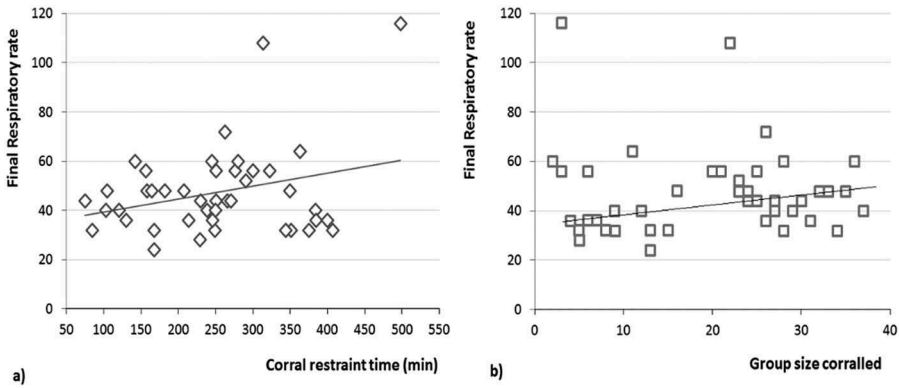 120
100
80
60
40
20
0
Final Respiratory rate
50 100 150 200 250 300 350 400 450 500 550
Corral restraint time (min)
a)
120
100
80
60
40
20
0
Final Respiratory rate
0 10 20 30 40
Group size corralled
b)